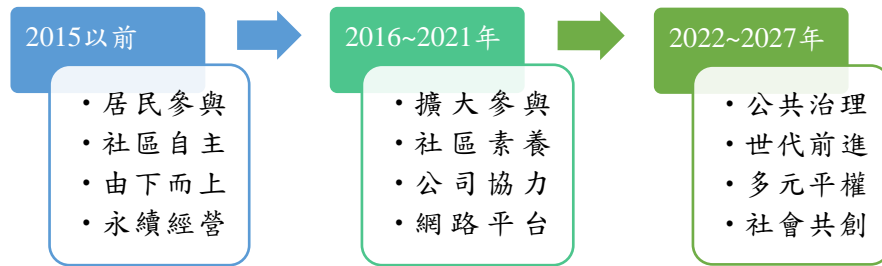 2015以前
・居民參與
・社區自主
・由下而上
・永續經營
2016~2021年
・擴大參與
・社區素養
・公司協力
・網路平台
2022~2027年
・公共治理
・世代前進
・多元平權
・社會共創